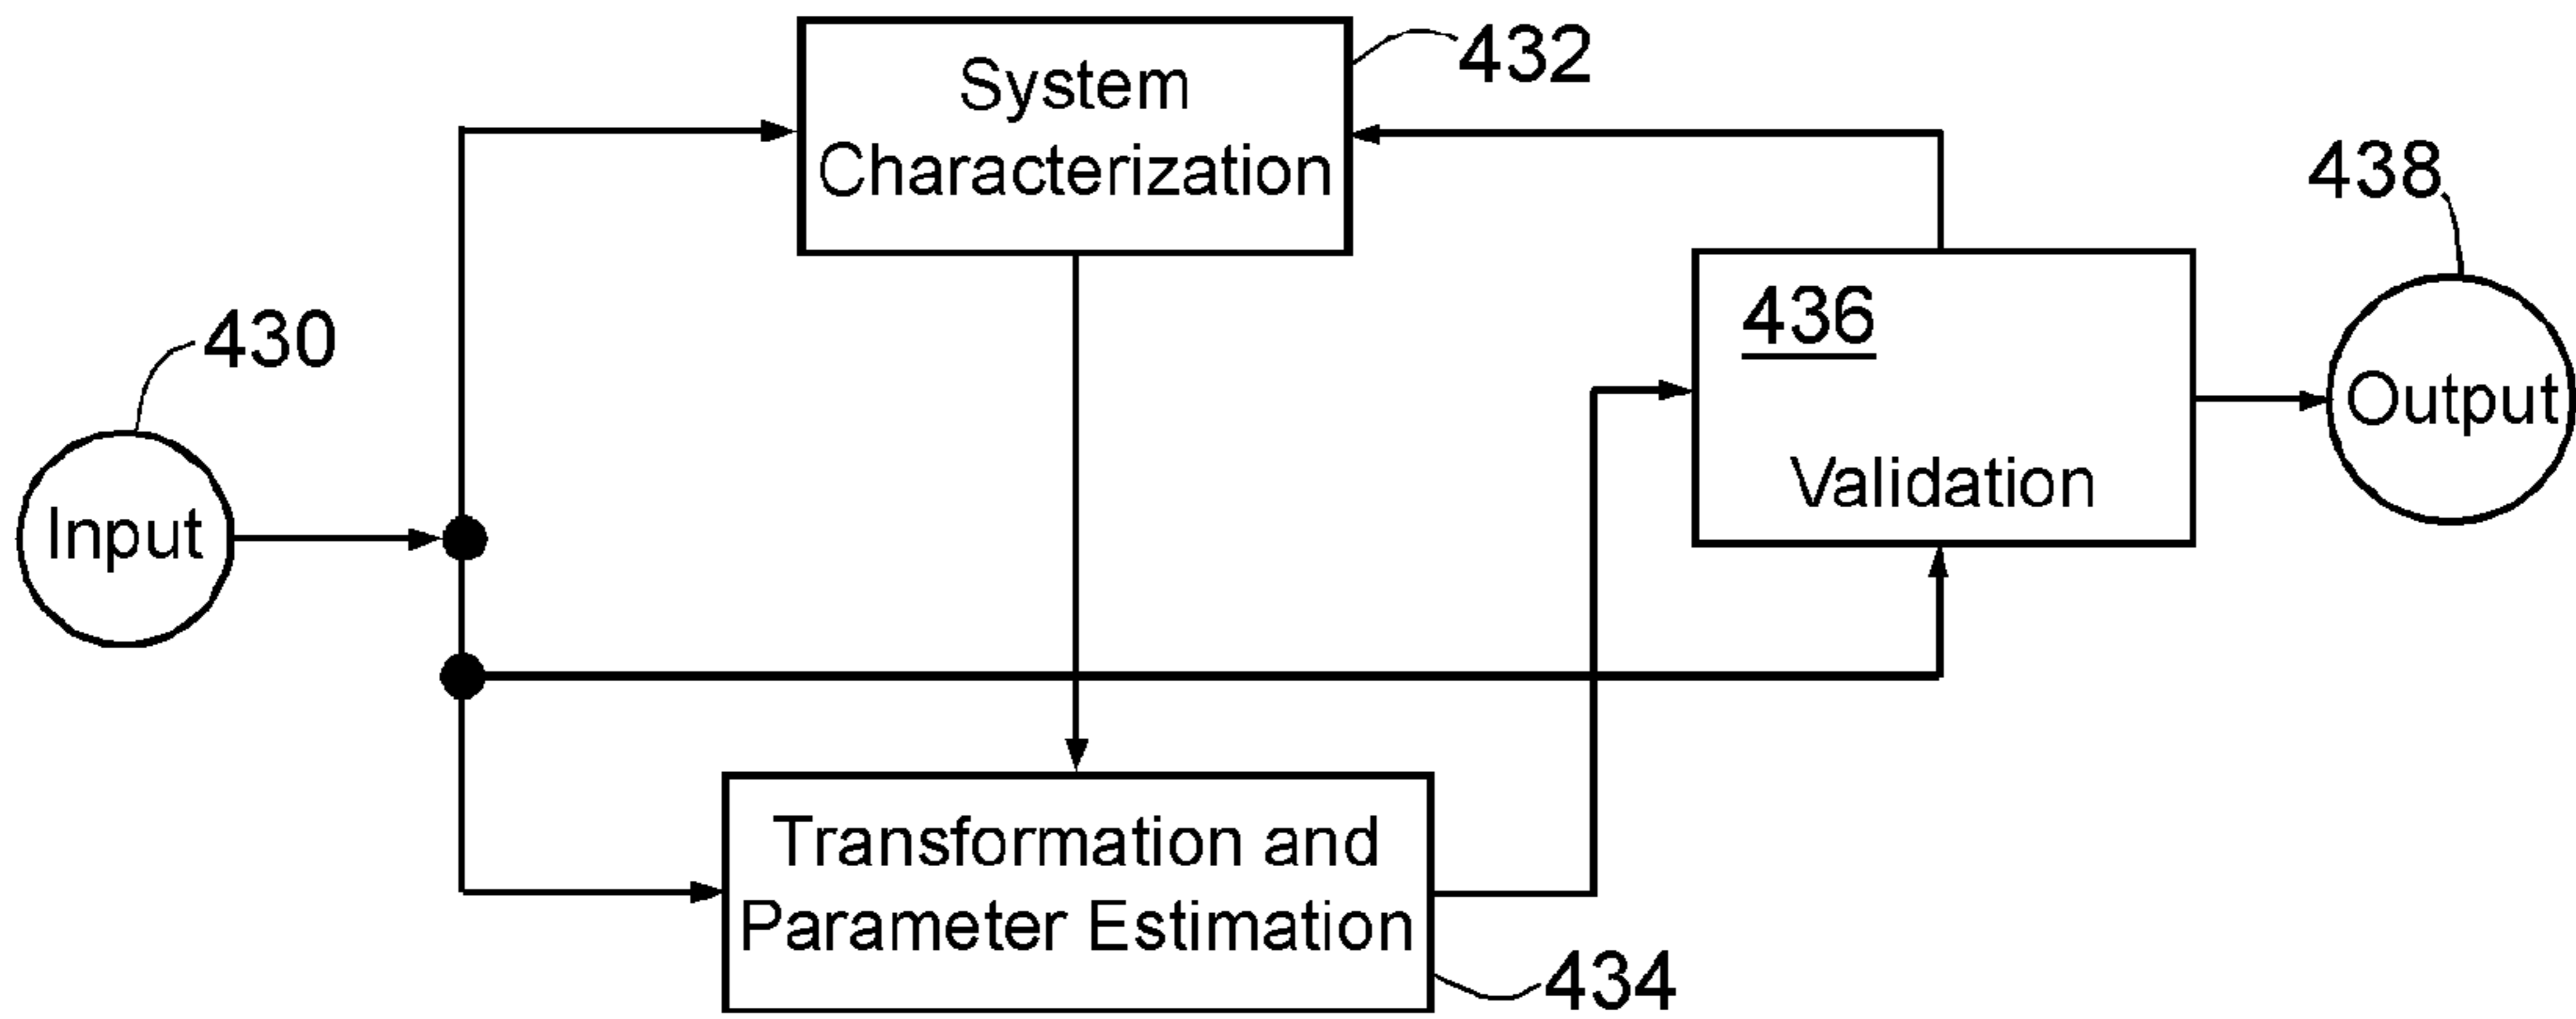 System
Characterization
432
438
430
436
Input
Validation
Output
Transformation and
Parameter Estimation
434